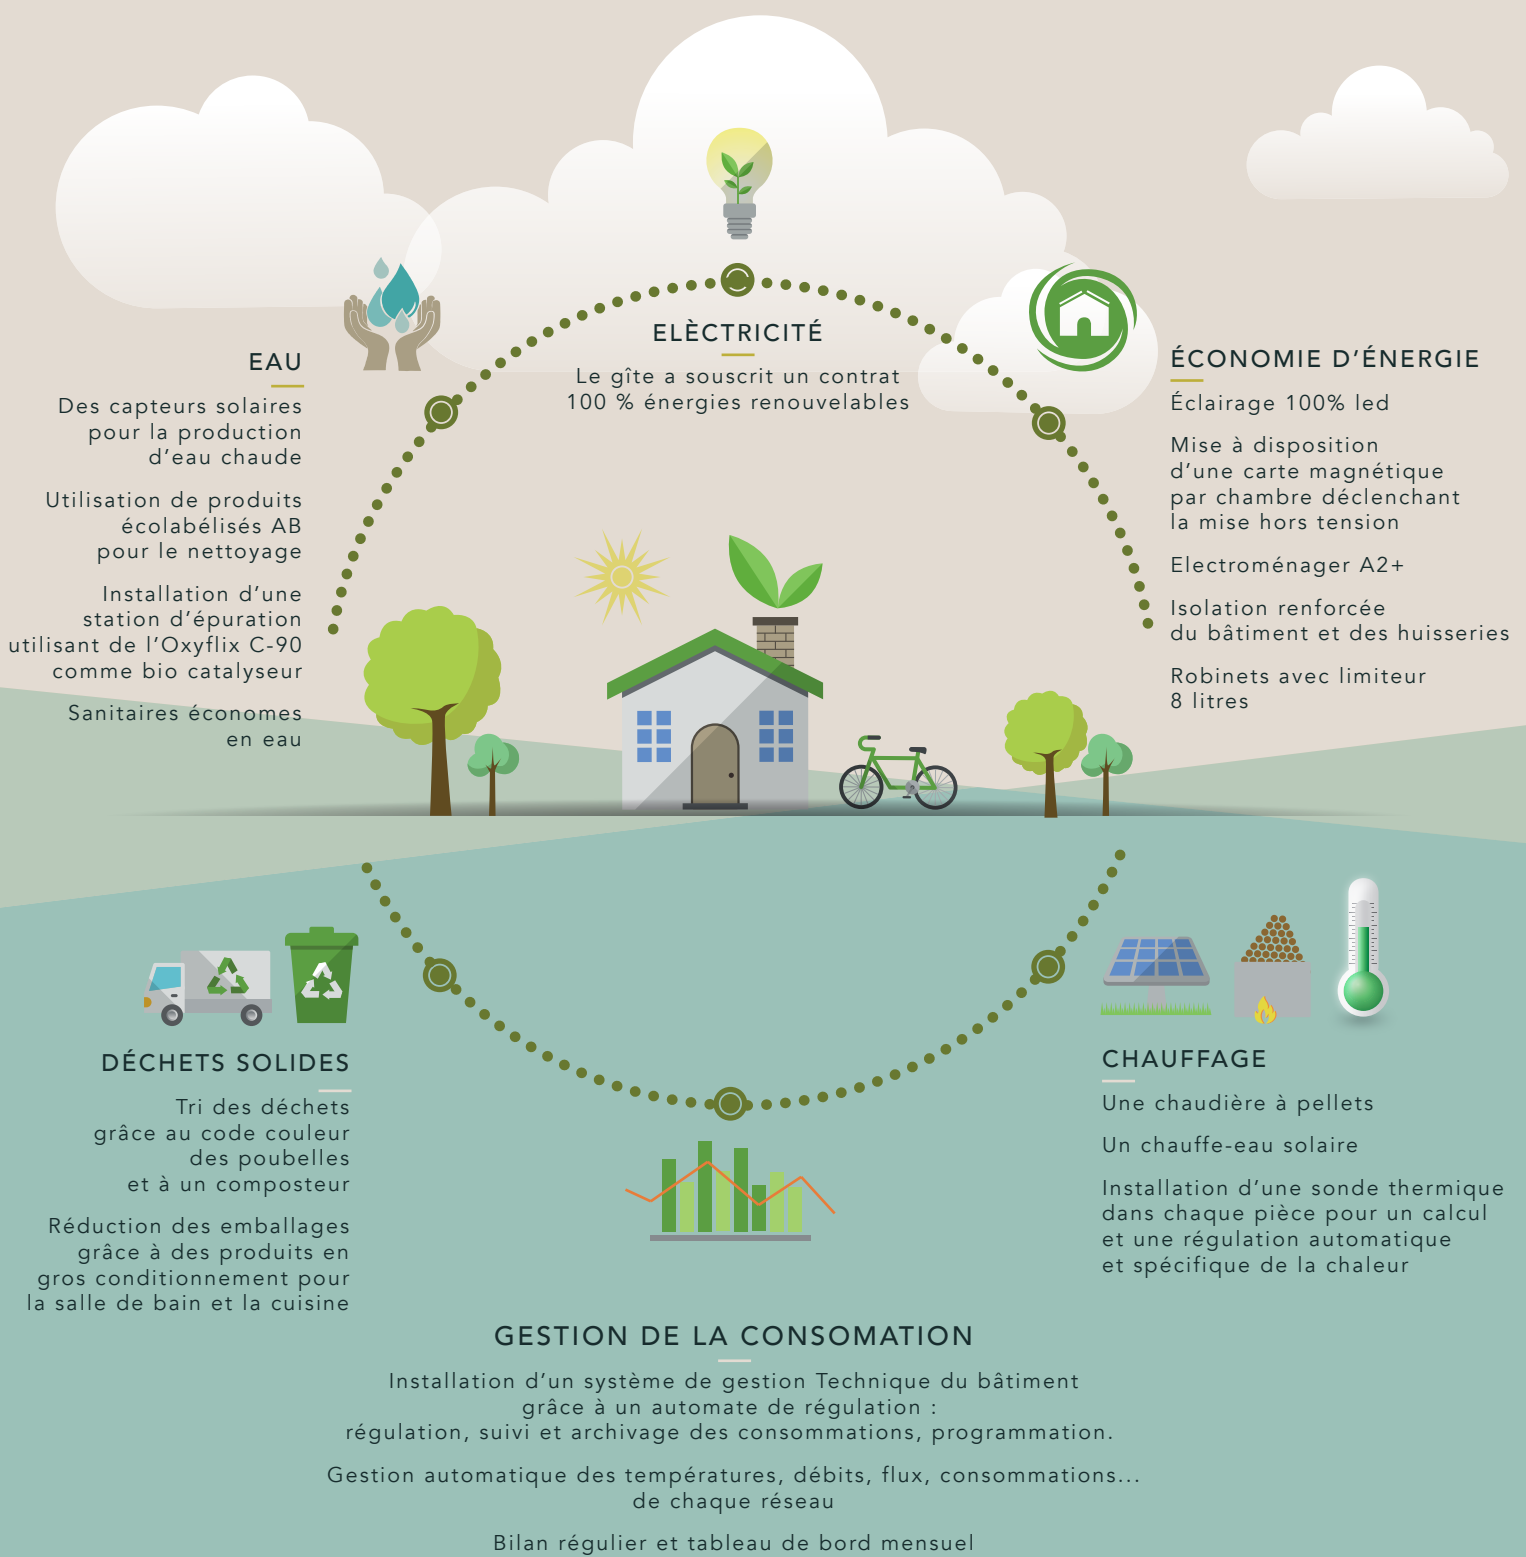 ELÈCTRICITÉ
Le gîte a souscrit un contrat
100 % énergies renouvelables
EAU
Des capteurs solaires
pour la production
d’eau chaude
Utilisation de produits
écolabélisés AB
pour le nettoyage
Installation d’une
station d’épuration
utilisant de l’Oxyflix C-90
comme bio catalyseur
Sanitaires économes
en eau
ÉCONOMIE D’ÉNERGIE
Éclairage 100% led
Mise à disposition
d’une carte magnétique
par chambre déclenchant
la mise hors tension
Electroménager A2+
Isolation renforcée
du bâtiment et des huisseries
Robinets avec limiteur
8 litres
DÉCHETS SOLIDES
Tri des déchets
grâce au code couleur
des poubelles
et à un composteur
Réduction des emballages
grâce à des produits en
gros conditionnement pour
la salle de bain et la cuisine
CHAUFFAGE
Une chaudière à pellets
Un chauffe-eau solaire
Installation d’une sonde thermique
dans chaque pièce pour un calcul
et une régulation automatique
et spécifique de la chaleur
GESTION DE LA CONSOMATION
Installation d’un système de gestion Technique du bâtiment
grâce à un automate de régulation :
régulation, suivi et archivage des consommations, programmation.
Gestion automatique des températures, débits, flux, consommations...
de chaque réseau
Bilan régulier et tableau de bord mensuel